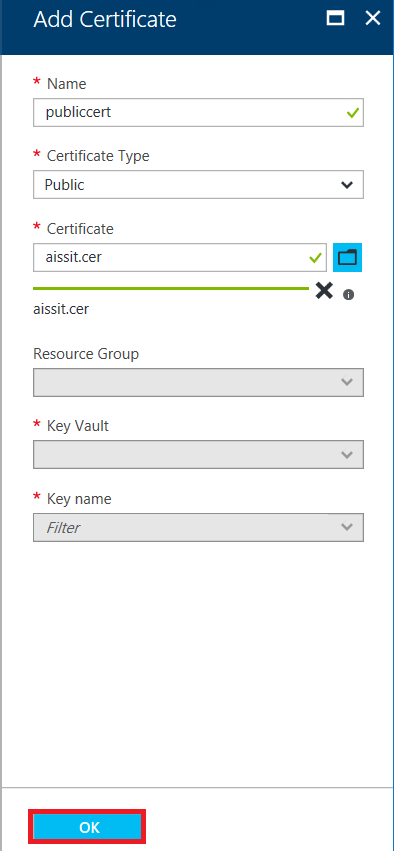 Add Certificate
* Name
publiccert
* Certificate Type
Public
* Certificate
aissit.cer
aissit.cer
Resource Group
* Key Vault
* Key name
Filter
OK